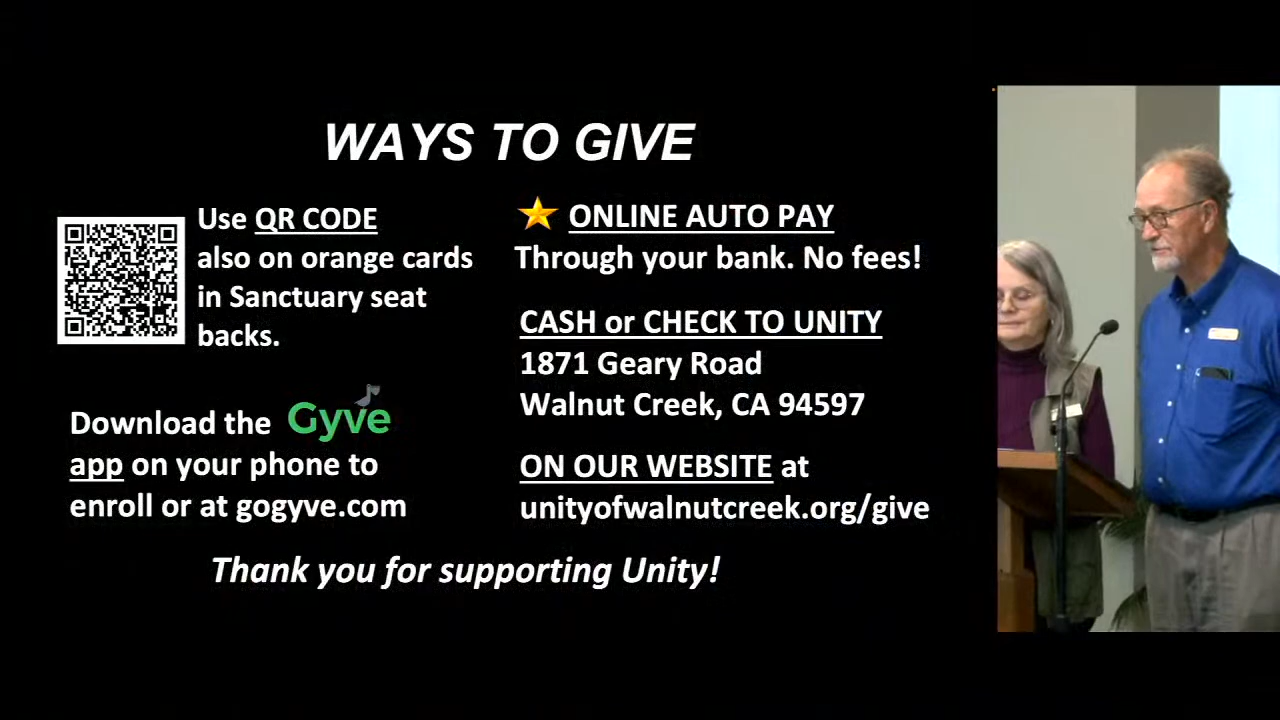 WAYS TO GIVE
Use QR CODE
also on orange cards
in Sanctuary seat
backs.
Download the Gyve
app on your phone to
enroll or at gogyve.com
ONLINE AUTO PAY
Through your bank. No fees!
CASH or CHECK TO UNITY
1871 Geary Road
Walnut Creek, CA 94597
ON OUR WEBSITE at
unityofwalnutcreek.org/give
Thank you for supporting Unity!